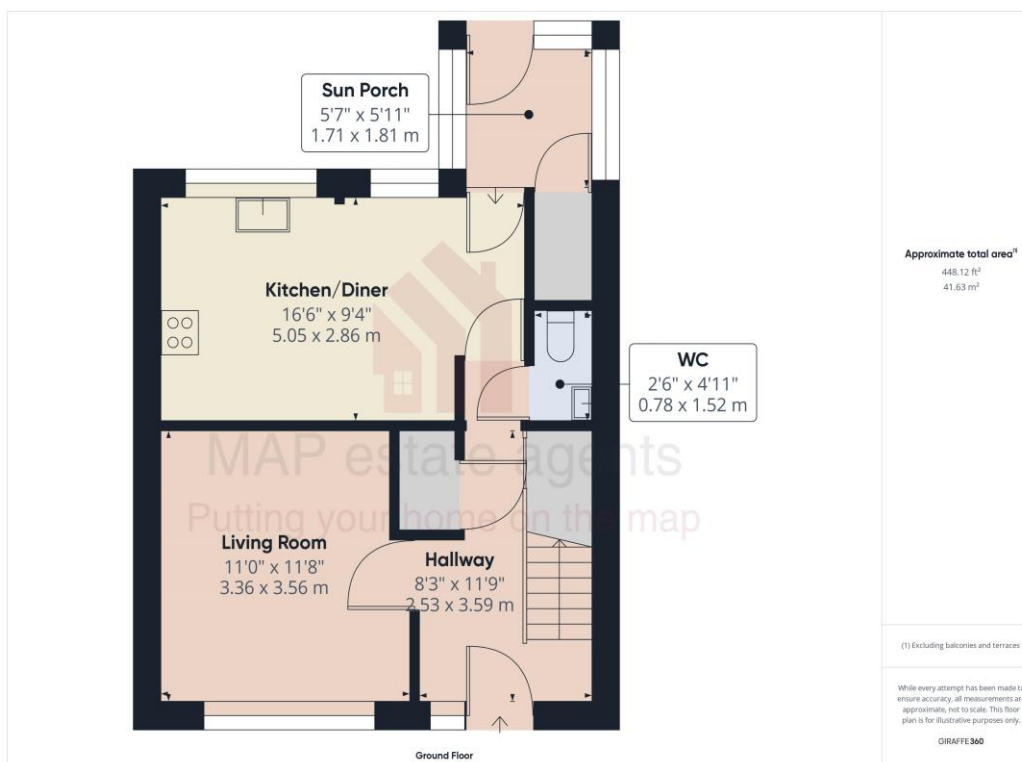 Sun Porch
5'7" x 5'11"
1.71 x 1.81 m
Kitchen/Diner
16'6" x 9'4"
5.05 x 2.86 m
WC
2'6" x 4'11"
0.78 x 1.52 m
MAP estate agents
Putting your home on the map
Living Room
11'0" x 11'8"
3.36 x 3.56 m
Hallway
8'3" x 11'9"
2.53 x 3.59 m
Ground Floor
Approximate total area
448.12 ft²
41.63 m²
(1) Excluding balconies and terraces
While every attempt has been made to
ensure accuracy, all measurements are
approximate, not to scale. This floor
plan is for illustrative purposes only.
GIRAFFE360